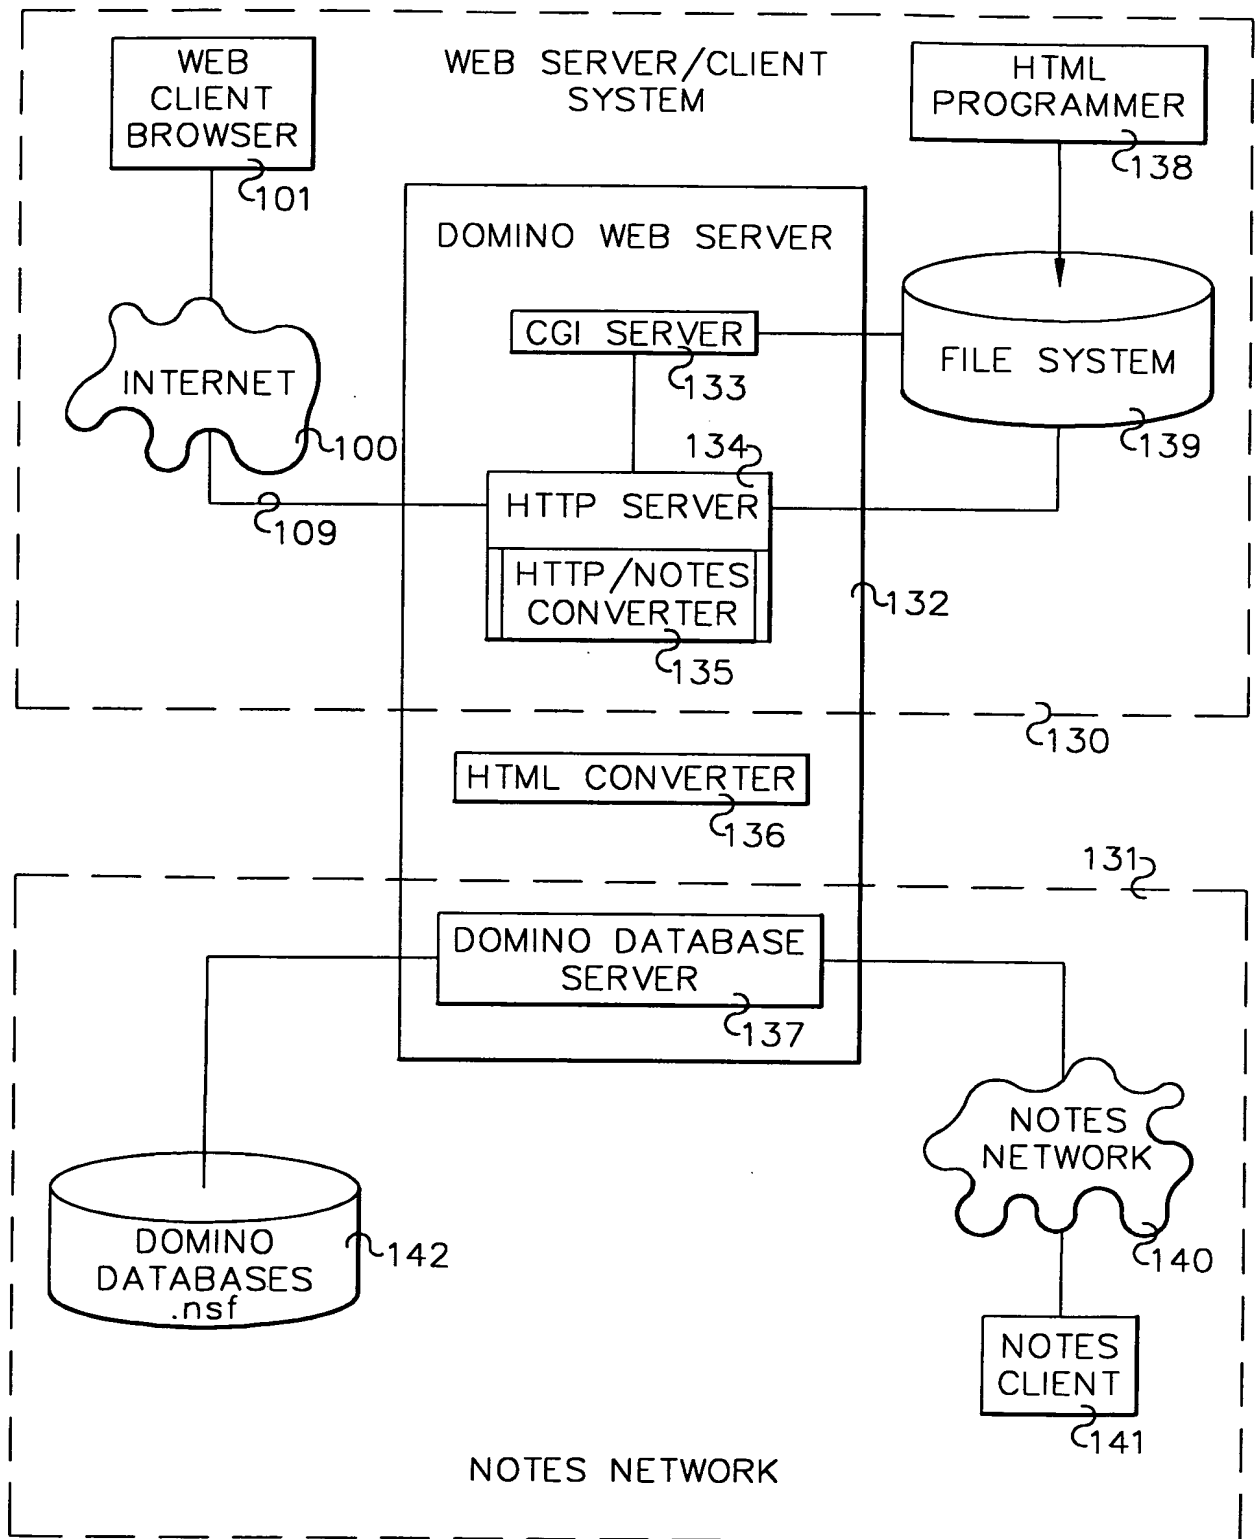 WEB
CLIENT
BROWSER
101
WEB SERVER/CLIENT
SYSTEM
HTML
PROGRAMMER
138
DOMINO WEB SERVER
CGI SERVER
133
FILE SYSTEM
139
INTERNET
100
134
HTTP SERVER
109
HTTP/NOTES
CONVERTER
135
132
130
HTML CONVERTER
136
131
DOMINO DATABASE
SERVER
137
NOTES
NETWORK
140
DOMINO
DATABASES
.nsf
142
NOTES
CLIENT
141
NOTES NETWORK